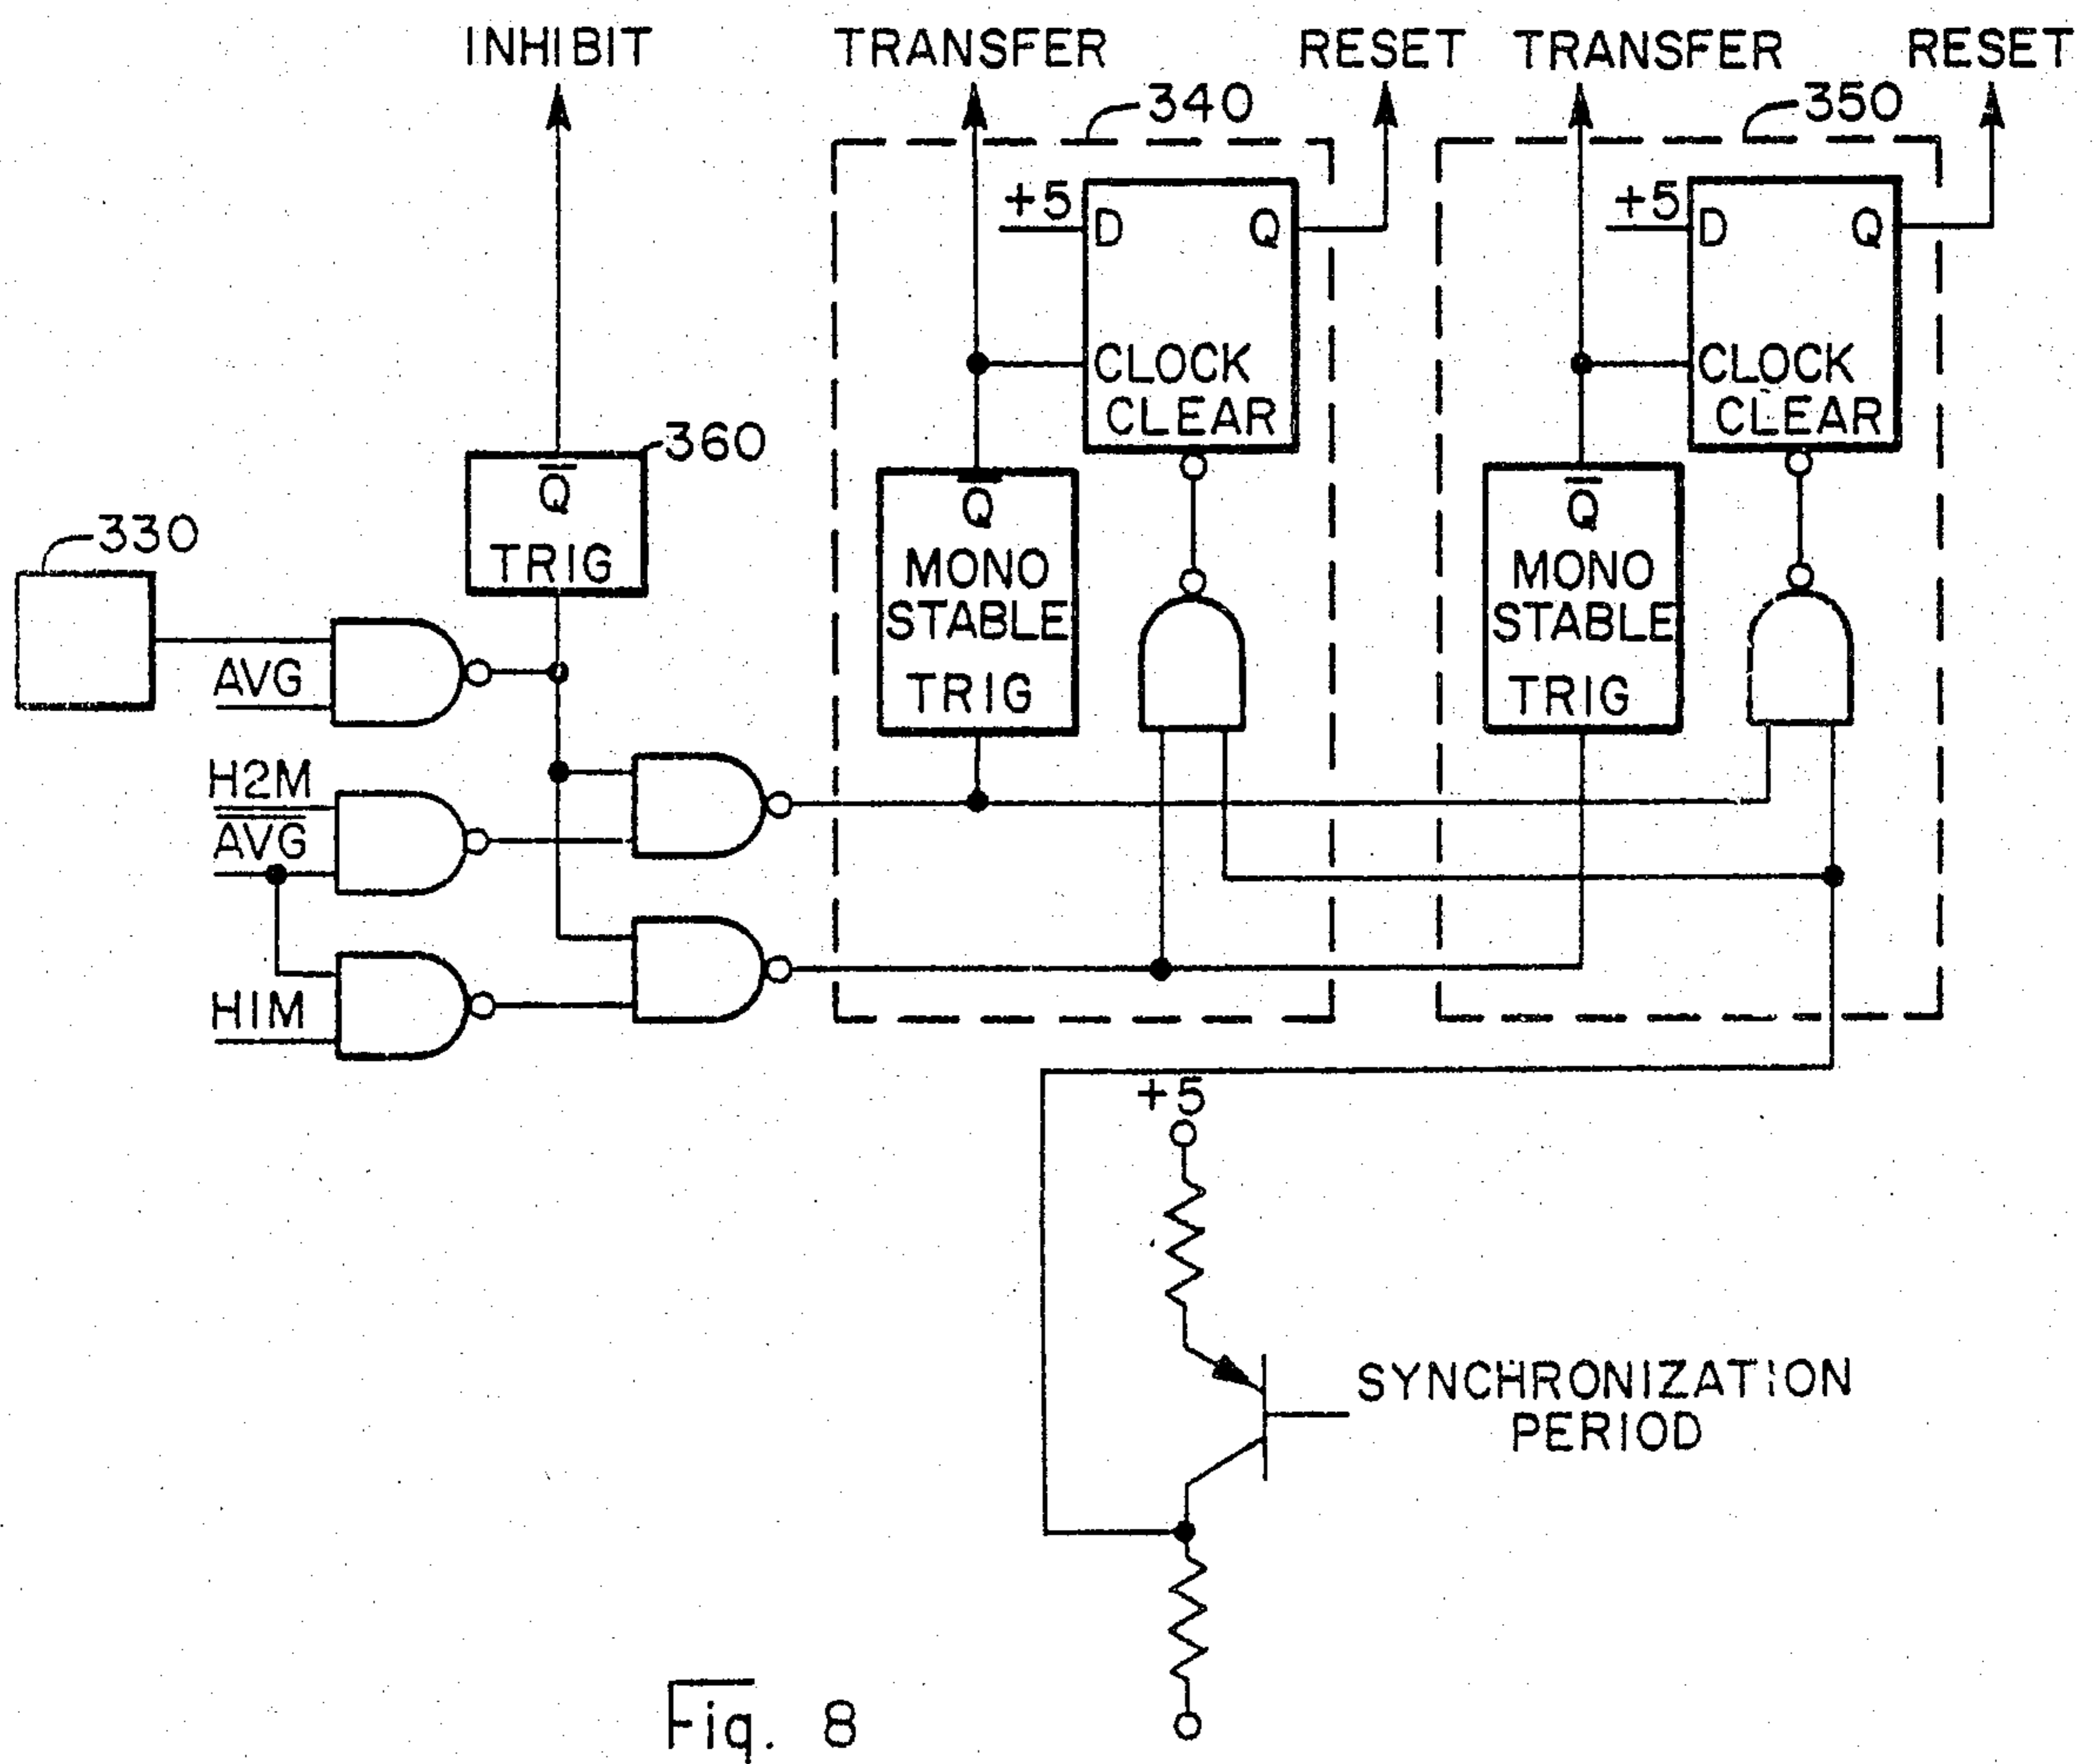 INHIBIT
TRANSFER
RESET
TRANSFER
RESET
340
350
+5
D
Q
CLOCK
CLEAR
+5
D
Q
CLOCK
CLEAR
360
Q̅
TRIG
330
Q̅
MONO
STABLE
TRIG
Q̅
MONO
STABLE
TRIG
AVG
H2M
A̅V̅G̅
H1M
+5
SYNCHRONIZATION
PERIOD
Fig. 8